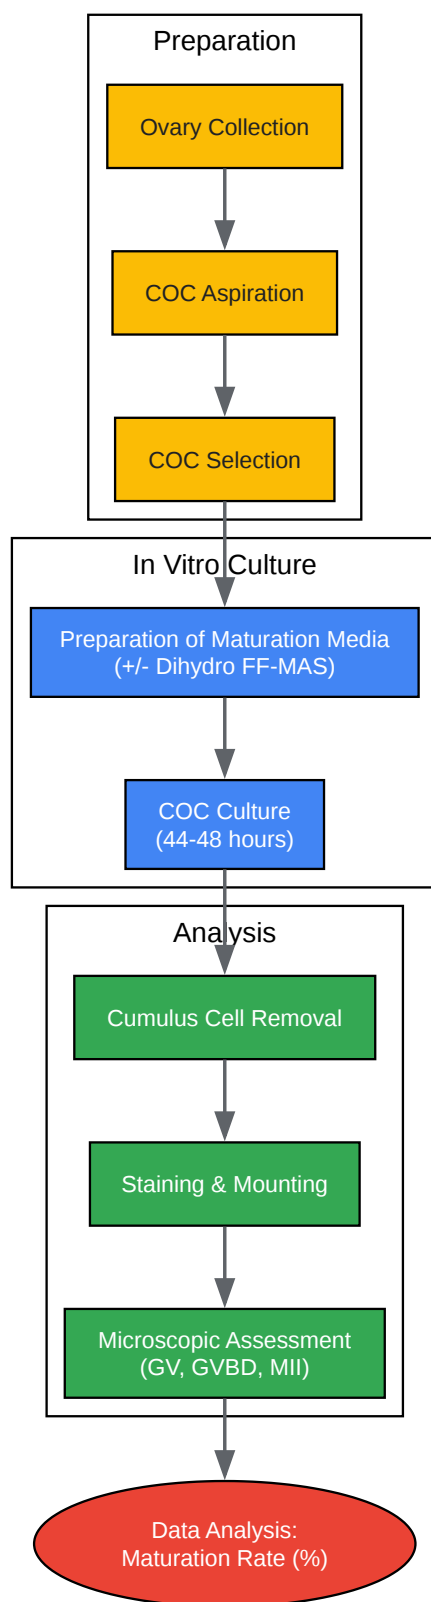 Preparation
Ovary Collection
COC Aspiration
COC Selection
In Vitro Culture
Preparation of Maturation Media
(+/- Dihydro FF-MAS)
COC Culture
(44-48 hours)
Analysis
Cumulus Cell Removal
Staining & Mounting
Microscopic Assessment
(GV, GVBD, MII)
Data Analysis:
Maturation Rate (%)